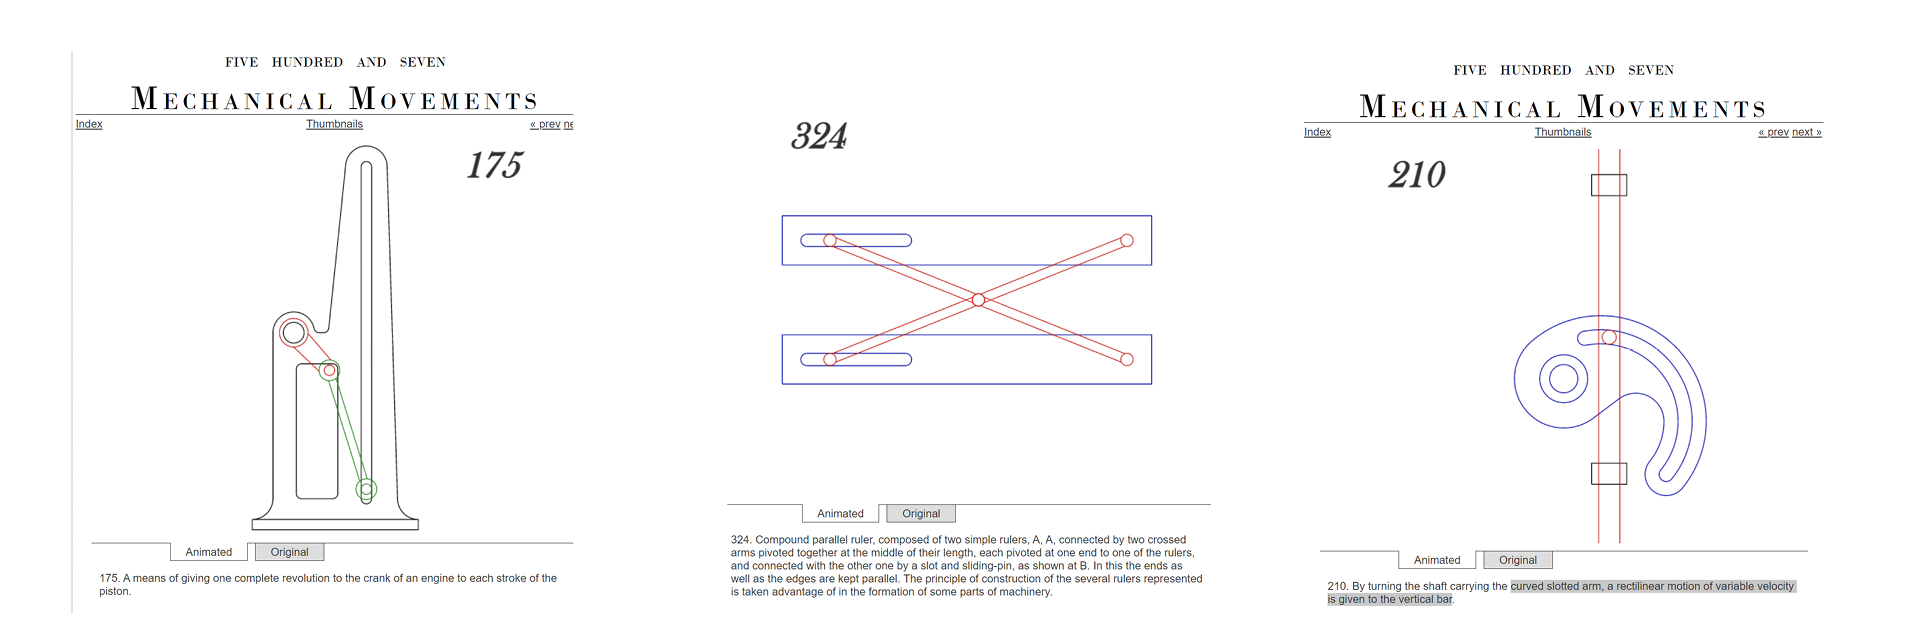 FIVE HUNDRED AND SEVEN
MECHANICAL MOVEMENTS
Index Thumbnails « prev ne
175
Animated Original
175. A means of giving one complete revolution to the crank of an engine to each stroke of the
piston.
324
Animated Original
324. Compound parallel ruler, composed of two simple rulers, A, A, connected by two crossed
arms pivoted together at the middle of their length, each pivoted at one end to one of the rulers,
and connected with the other one by a slot and sliding-pin, as shown at B. In this the ends as
well as the edges are kept parallel. The principle of construction of the several rulers represented
is taken advantage of in the formation of some parts of machinery.
FIVE HUNDRED AND SEVEN
MECHANICAL MOVEMENTS
Index Thumbnails « prev next »
210
Animated Original
210. By turning the shaft carrying the curved slotted arm, a rectilinear motion of variable velocity
is given to the vertical bar.